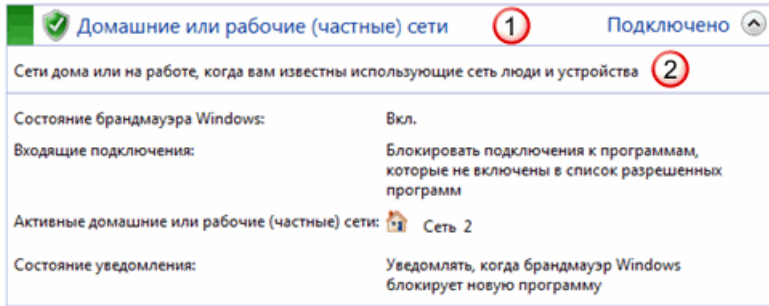 Домашние или рабочие (частные) сети 1 Подключено
Сети дома или на работе, когда вам известны использующие сеть люди и устройства 2
Состояние брандмауэра Windows: Вкл.
Входящие подключения: Блокировать подключения к программам,
которые не включены в список разрешенных
программ
Активные домашние или рабочие (частные) сети: Сеть 2
Состояние уведомления: Уведомлять, когда брандмауэр Windows
блокирует новую программу